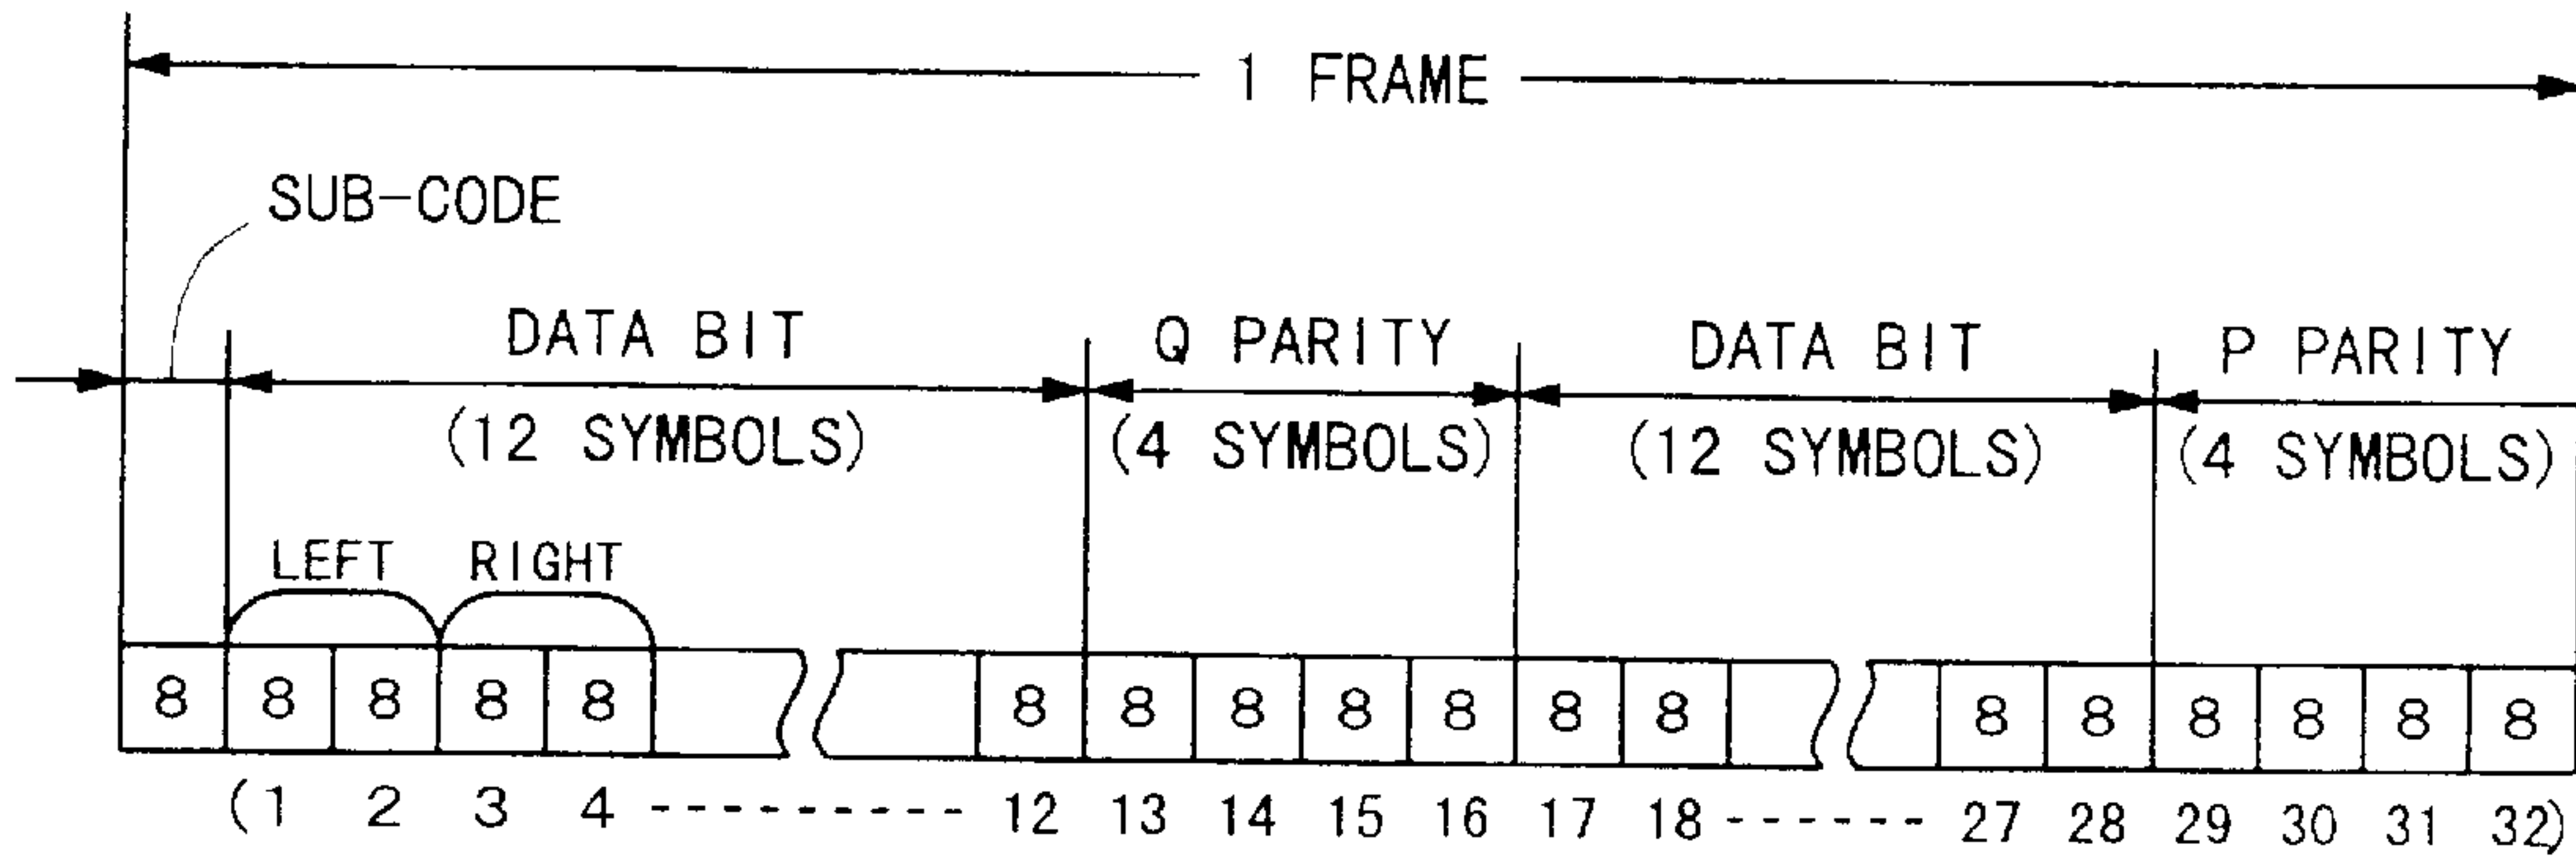 1 FRAME
SUB-CODE
DATA BIT Q PARITY DATA BIT P PARITY
(12 SYMBOLS) (4 SYMBOLS) (12 SYMBOLS) (4 SYMBOLS)
LEFT RIGHT
8 8 8 8 8 8 8 8 8 8 8 8 8 8 8 8 8 8
(1 2 3 4 --------- 12 13 14 15 16 17 18 ------ 27 28 29 30 31 32)